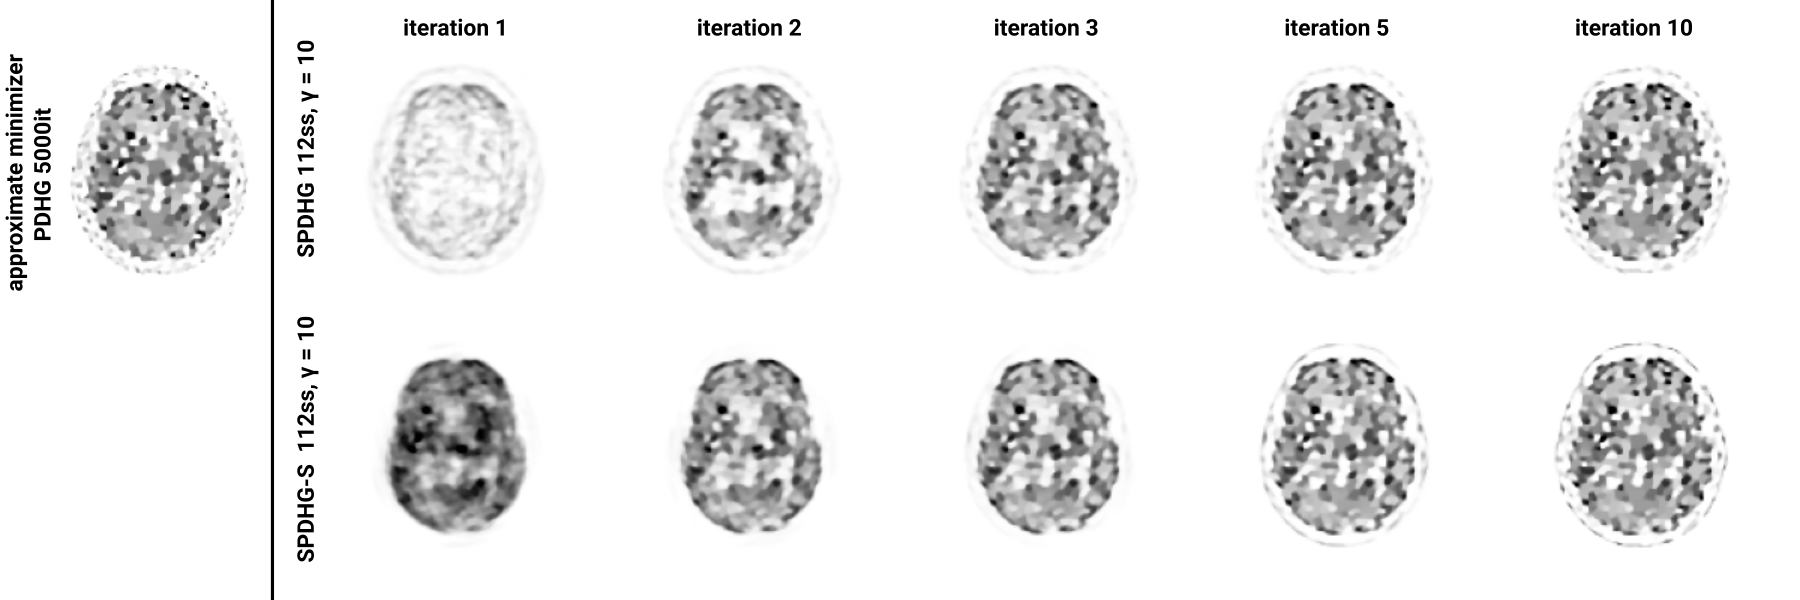 approximate minimizer
PDHG 5000it
iteration 1
iteration 2
iteration 3
iteration 5
iteration 10
SPDHG 112ss, γ = 10
SPDHG-S 112ss, γ = 10